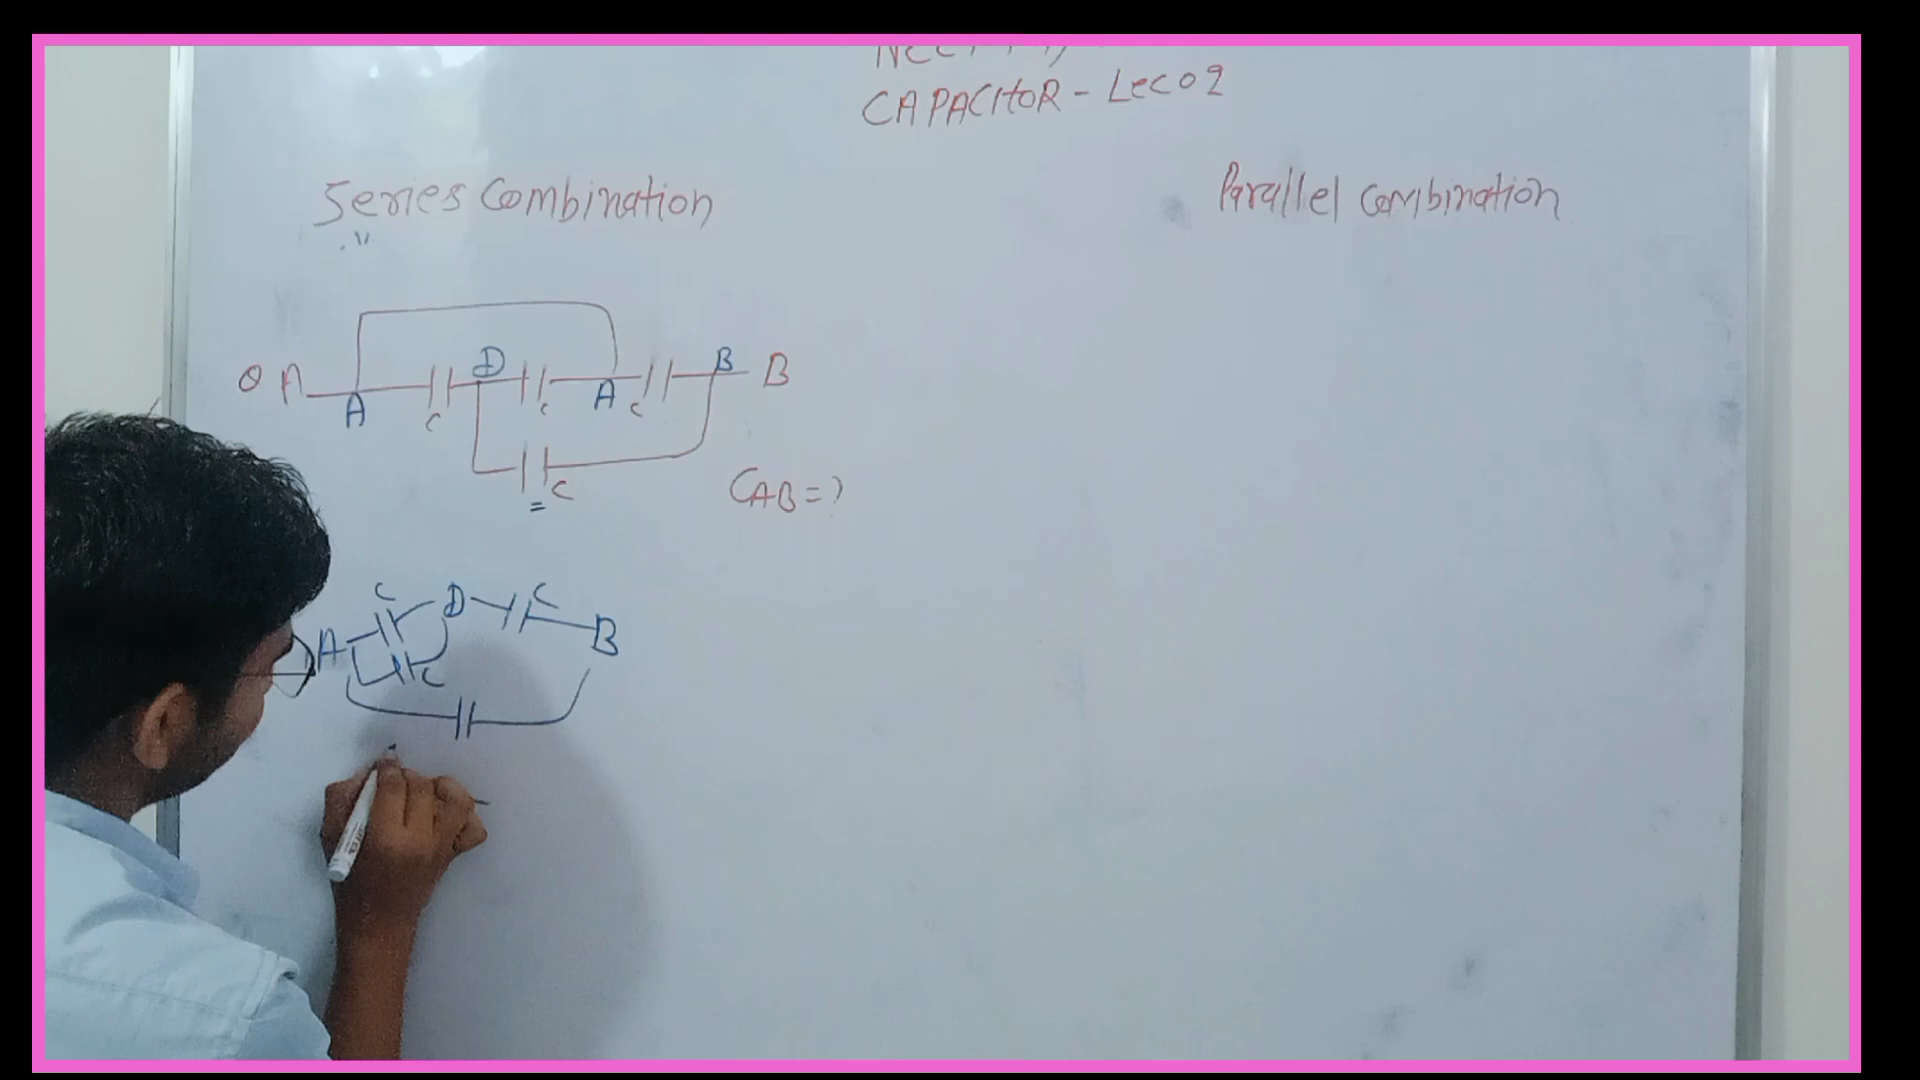 CAPACITOR - Lec 02
Series Combination
Parallel combination
A A C D C A C B B
C
CAB = ?
C D C
A B
C